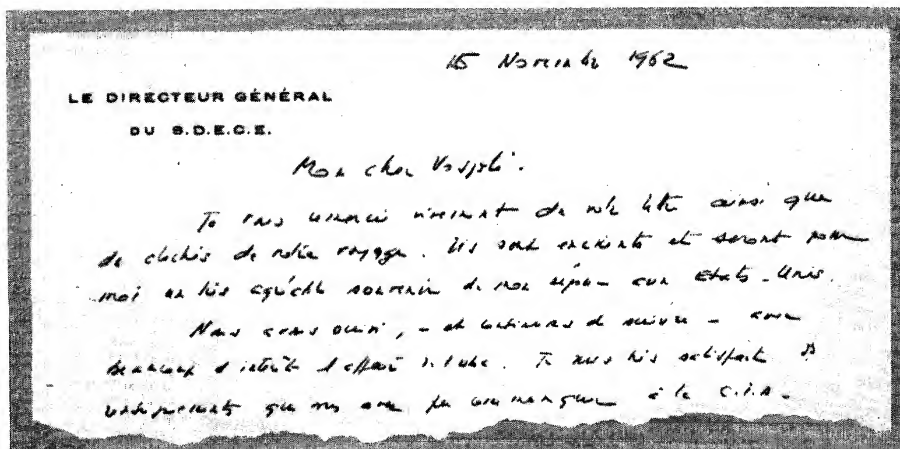 15 Novembre 1962
LE DIRECTEUR GÉNÉRAL
DU S.D.E.C.E.
Mon cher Vosjoli.
Je vous remercie vivement de votre lettre ainsi que
de clichés de notre voyage. Ils sont excellents et seront pour
moi un très agréable souvenir de mon séjour aux Etats-Unis.
Nous avons suivi, - et continuons de suivre - avec
beaucoup d'intérêt l'affaire de Cuba. Je suis très satisfait
renseignements que vous avez pu communiquer à la C.I.A.